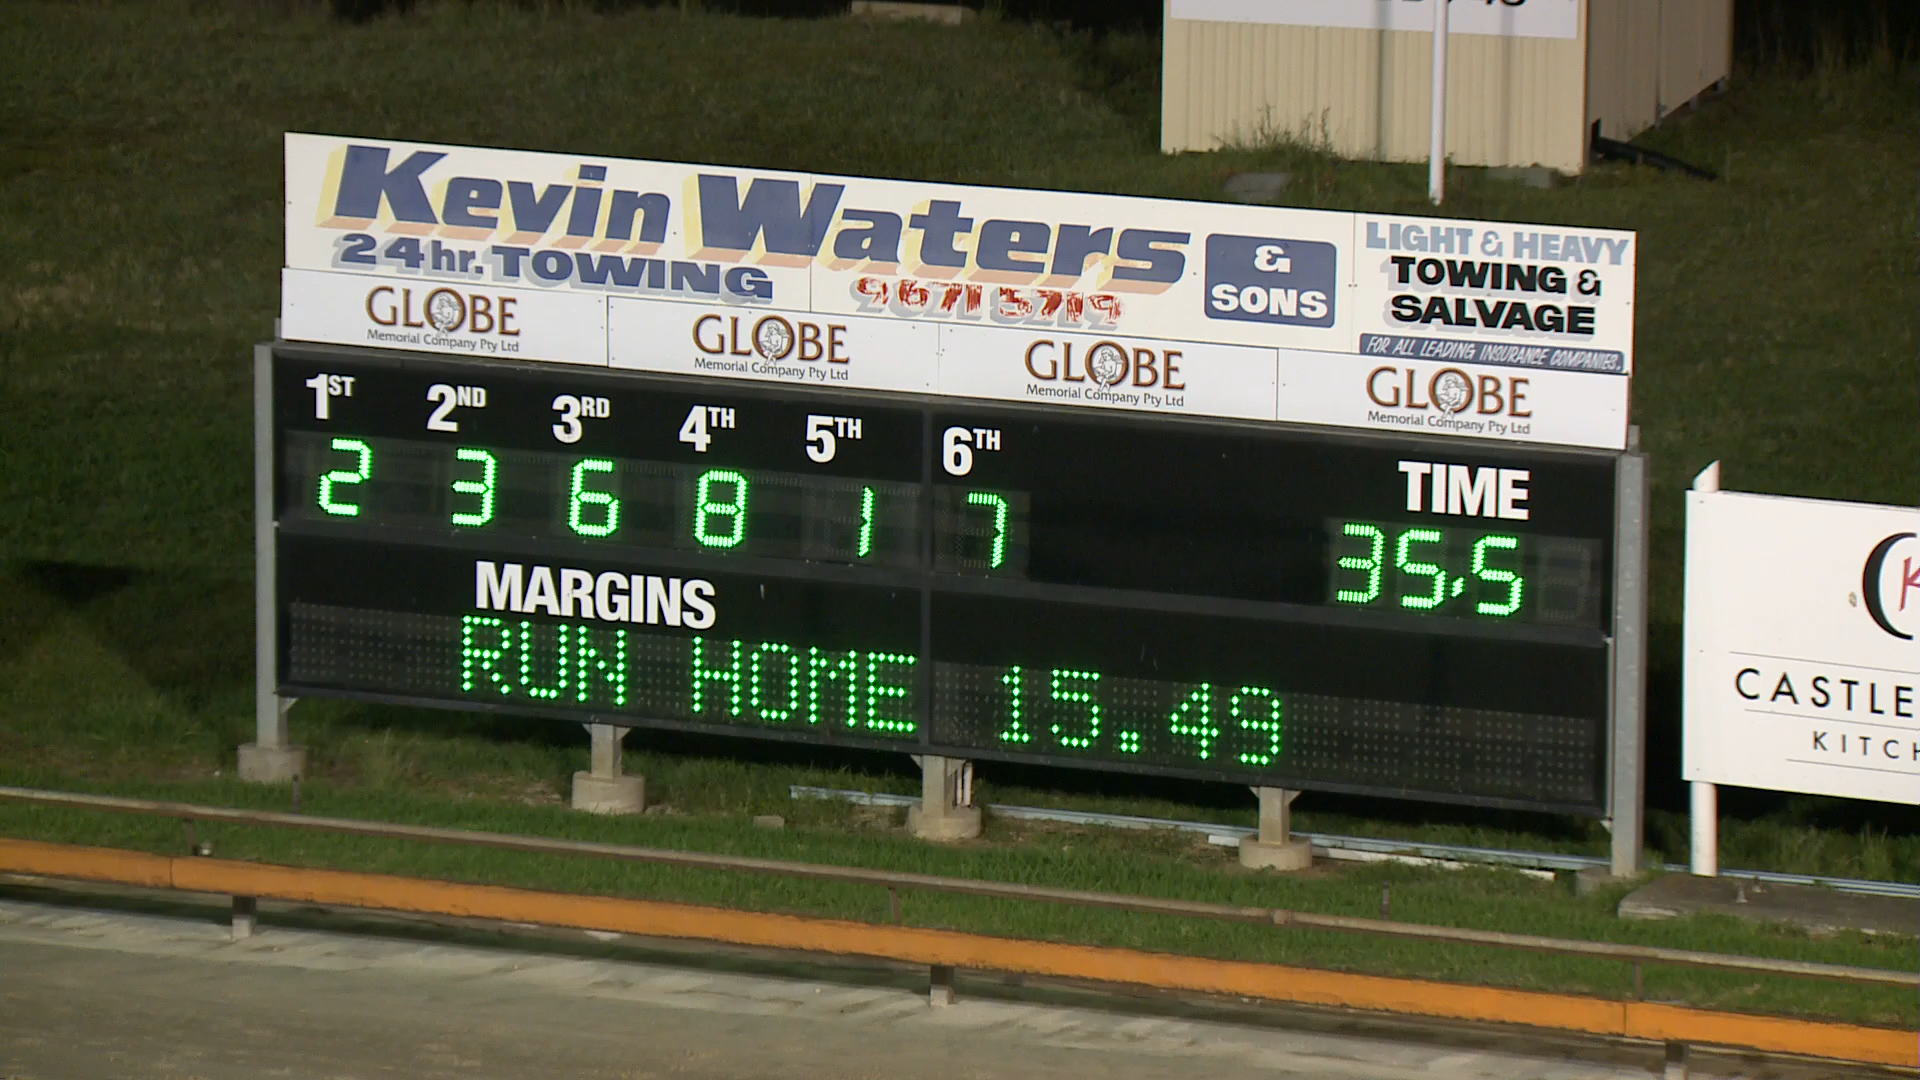 Kevin Waters & SONS
24hr. TOWING
9671 5719
LIGHT & HEAVY
TOWING &
SALVAGE
FOR ALL LEADING INSURANCE COMPANIES.
GLOBE
Memorial Company Pty Ltd
GLOBE
Memorial Company Pty Ltd
GLOBE
Memorial Company Pty Ltd
GLOBE
Memorial Company Pty Ltd
1ST 2ND 3RD 4TH 5TH 6TH TIME
2 3 6 8 1 7 35.5
MARGINS
RUN HOME 15.49
CASTLE
KITCH